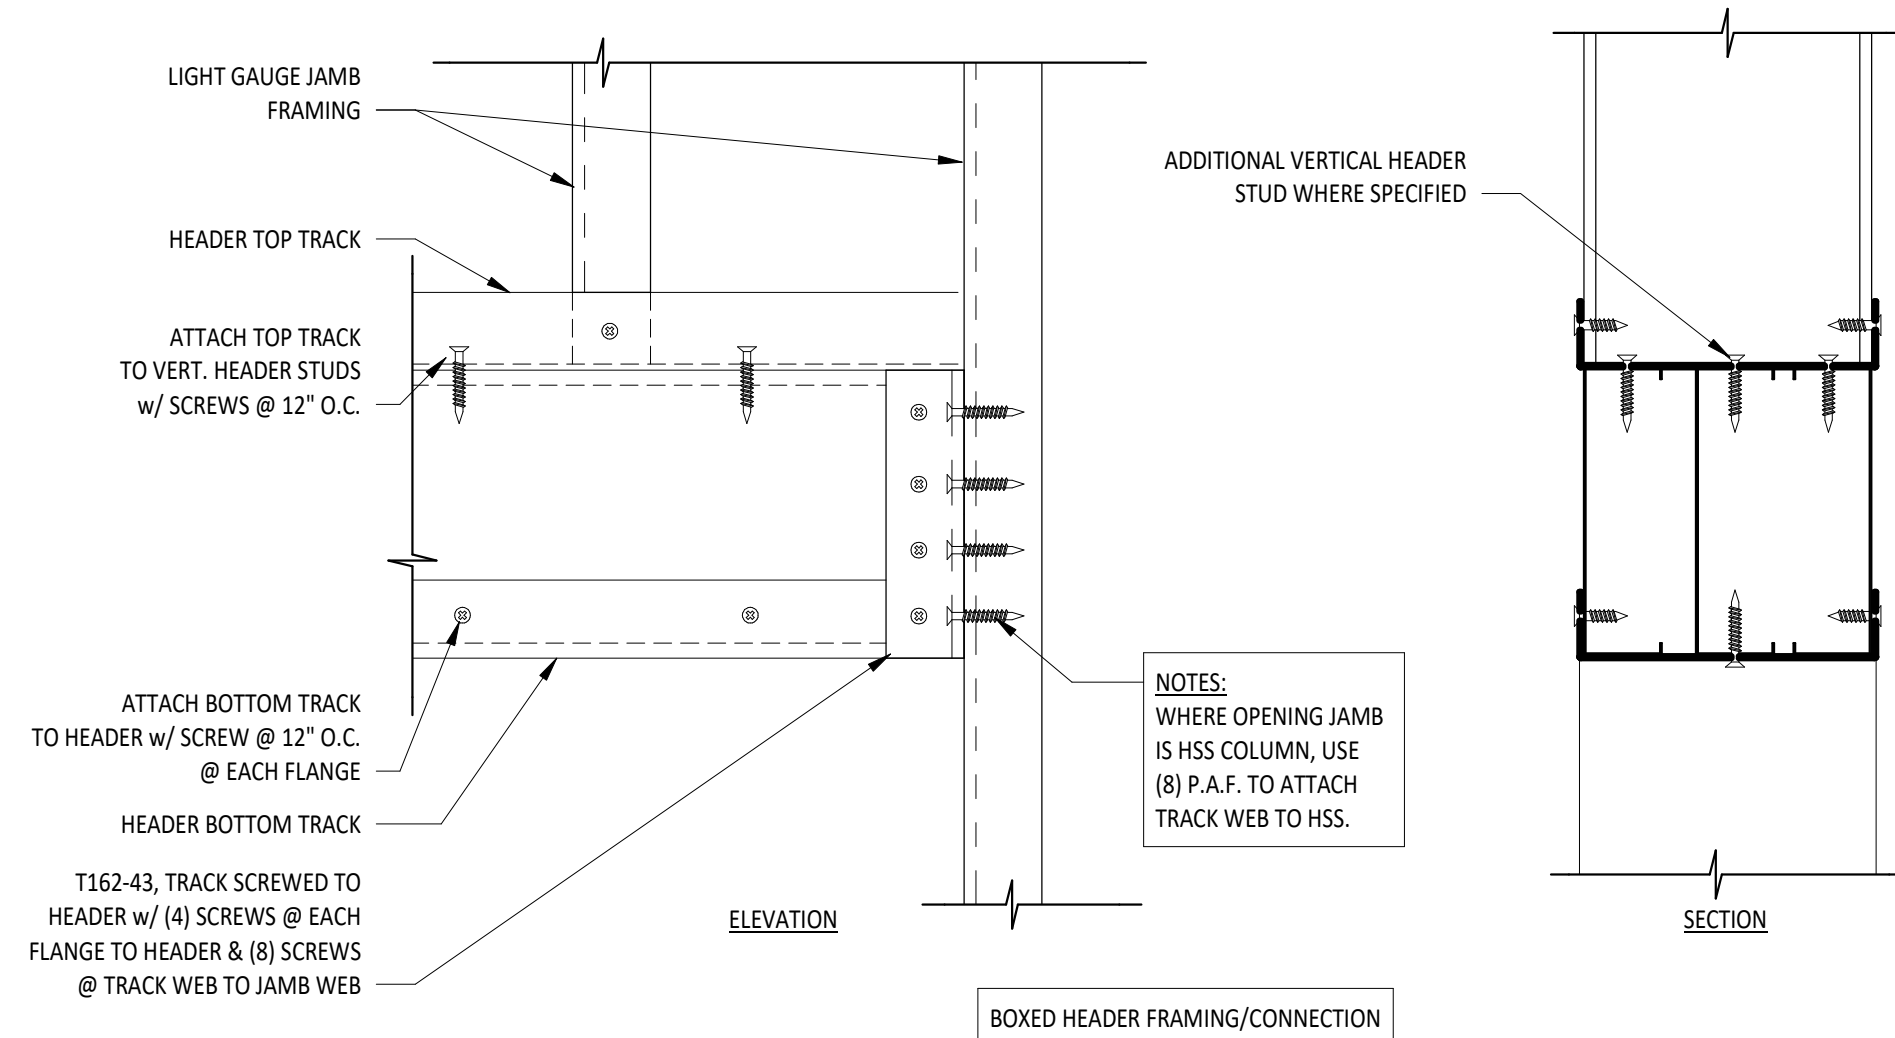 LIGHT GAUGE JAMB
FRAMING
HEADER TOP TRACK
ATTACH TOP TRACK
TO VERT. HEADER STUDS
w/ SCREWS @ 12" O.C.
ATTACH BOTTOM TRACK
TO HEADER w/ SCREW @ 12" O.C.
@ EACH FLANGE
HEADER BOTTOM TRACK
T162-43, TRACK SCREWED TO
HEADER w/ (4) SCREWS @ EACH
FLANGE TO HEADER & (8) SCREWS
@ TRACK WEB TO JAMB WEB
ELEVATION
NOTES:
WHERE OPENING JAMB
IS HSS COLUMN, USE
(8) P.A.F. TO ATTACH
TRACK WEB TO HSS.
ADDITIONAL VERTICAL HEADER
STUD WHERE SPECIFIED
SECTION
BOXED HEADER FRAMING/CONNECTION